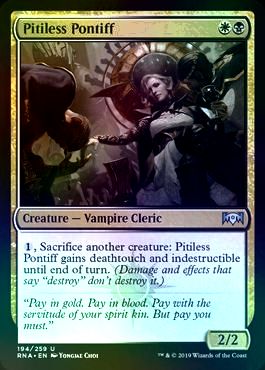 Pitiless Pontiff
Creature — Vampire Cleric
1, Sacrifice another creature: Pitiless
Pontiff gains deathtouch and indestructible
until end of turn. (Damage and effects that
say “destroy” don’t destroy it.)
“Pay in gold. Pay in blood. Pay with the
servitude of your spirit kin. But pay you
must.”
2/2
194/259 U
RNA • EN YONGJAE CHOI
™ & © 2019 Wizards of the Coast